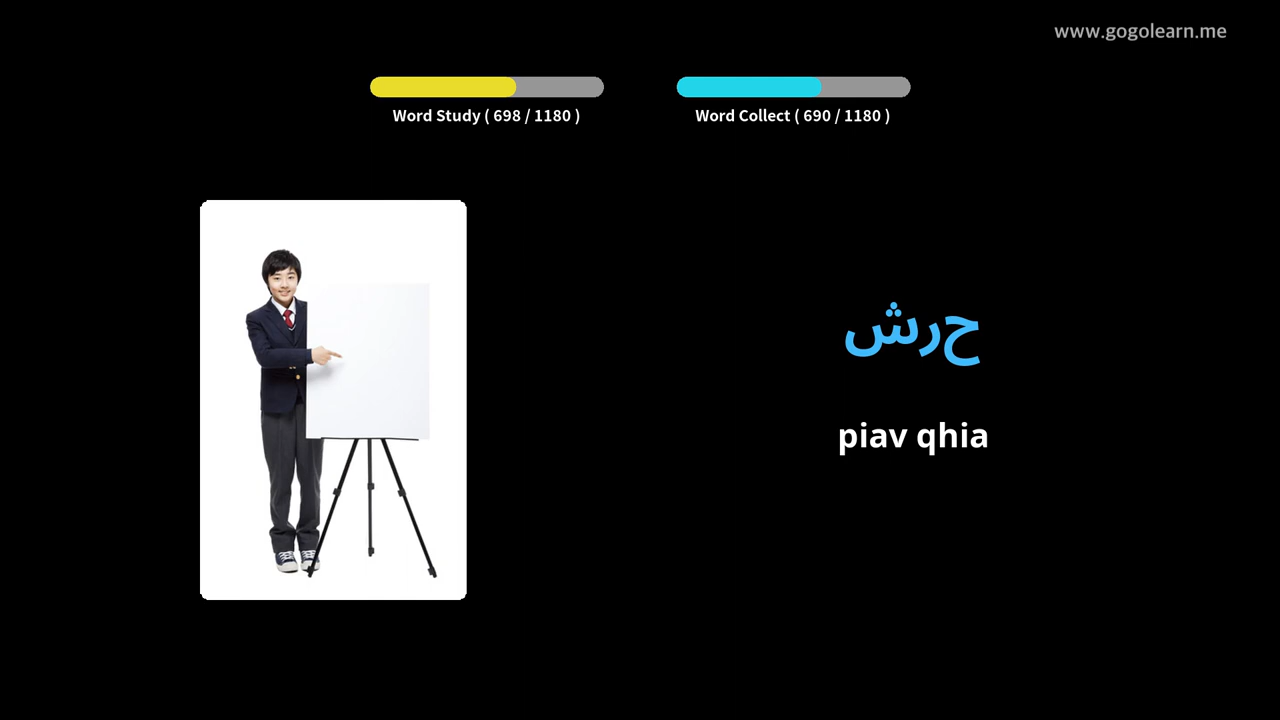 www.gogolearn.me
Word Study ( 698 / 1180 )
Word Collect ( 690 / 1180 )
حرش
piav qhia